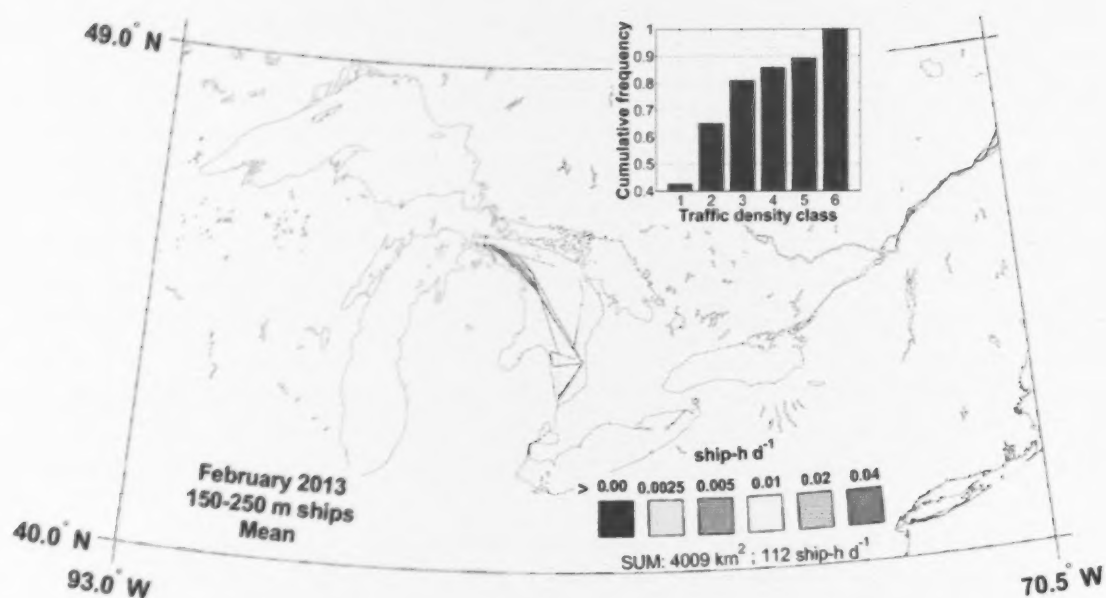 49.0° N
Cumulative frequency
1
0.9
0.8
0.7
0.6
0.5
0.4
1 2 3 4 5 6
Traffic density class
February 2013
150-250 m ships
Mean
ship-h d⁻¹
> 0.00 0.0025 0.005 0.01 0.02 0.04
SUM: 4009 km² ; 112 ship-h d⁻¹
40.0° N
93.0° W
70.5° W